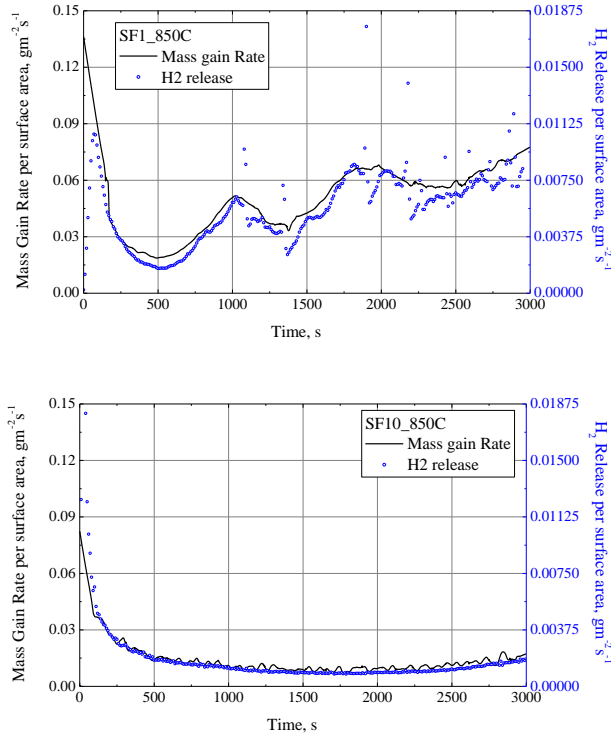 SF1_850C
Mass gain Rate
H2 release
0.15
0.12
0.09
0.06
0.03
0.00
Mass Gain Rate per surface area, gm⁻²s⁻¹
0.01875
0.01500
0.01125
0.00750
0.00375
0.00000
H₂ Release per surface area, gm⁻²s⁻¹
0 500 1000 1500 2000 2500 3000
Time, s
SF10_850C
Mass gain Rate
H2 release
0.15
0.12
0.09
0.06
0.03
0.00
Mass Gain Rate per surface area, gm⁻²s⁻¹
0.01875
0.01500
0.01125
0.00750
0.00375
0.00000
H₂ Release per surface area, gm⁻²s⁻¹
0 500 1000 1500 2000 2500 3000
Time, s